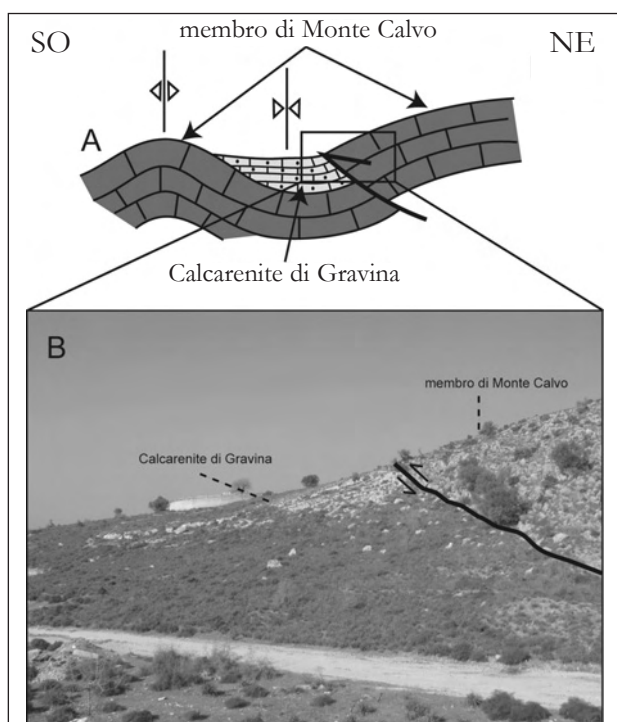 SO
membro di Monte Calvo
NE
A
Calcarenite di Gravina
B
membro di Monte Calvo
Calcarenite di Gravina